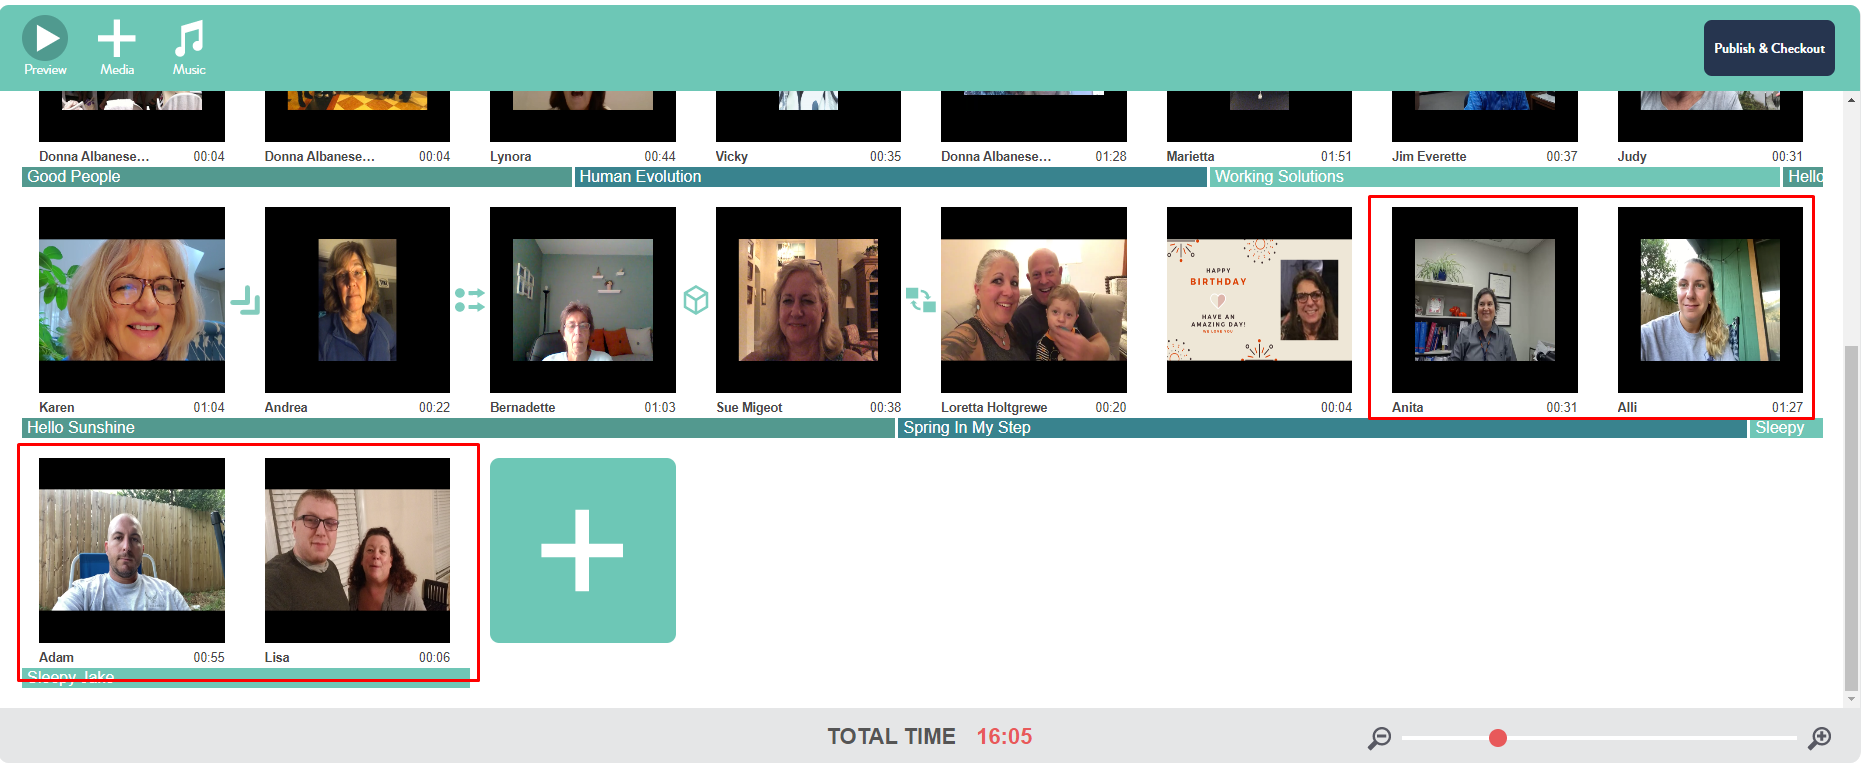 Preview
Media
Music
Publish & Checkout
Donna Albanese... 00:04
Donna Albanese... 00:04
Lynora 00:44
Vicky 00:35
Donna Albanese... 01:28
Marietta 01:51
Jim Everette 00:37
Judy 00:31
Good People
Human Evolution
Working Solutions
Hello
HAPPY
BIRTHDAY
HAVE AN
AMAZING DAY!
WE LOVE YOU
Karen 01:04
Andrea 00:22
Bernadette 01:03
Sue Migeot 00:38
Loretta Holtgrewe 00:20
00:04
Anita 00:31
Alli 01:27
Hello Sunshine
Spring In My Step
Sleepy
Adam 00:55
Lisa 00:06
Sleepy Jake
TOTAL TIME 16:05